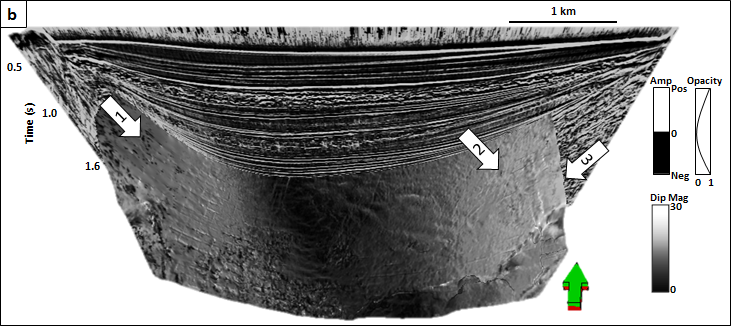 b
1 km
0.5
1.0
1.6
Time (s)
1
2
3
Amp
Opacity
Pos
0
Neg
0 1
Dip Mag
30
0